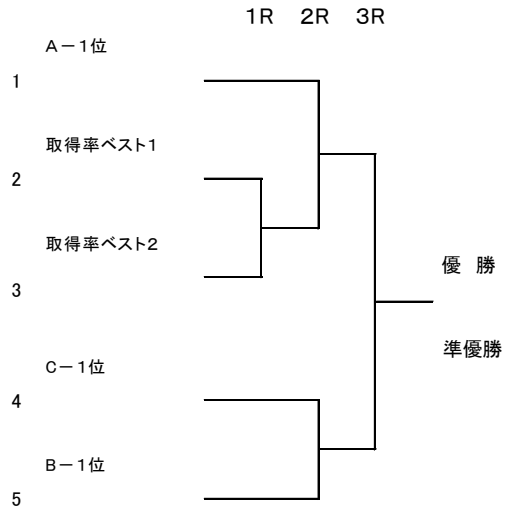 1R 2R 3R
A－1位
1
取得率ベスト1
2
取得率ベスト2
3
優 勝
準優勝
C－1位
4
B－1位
5